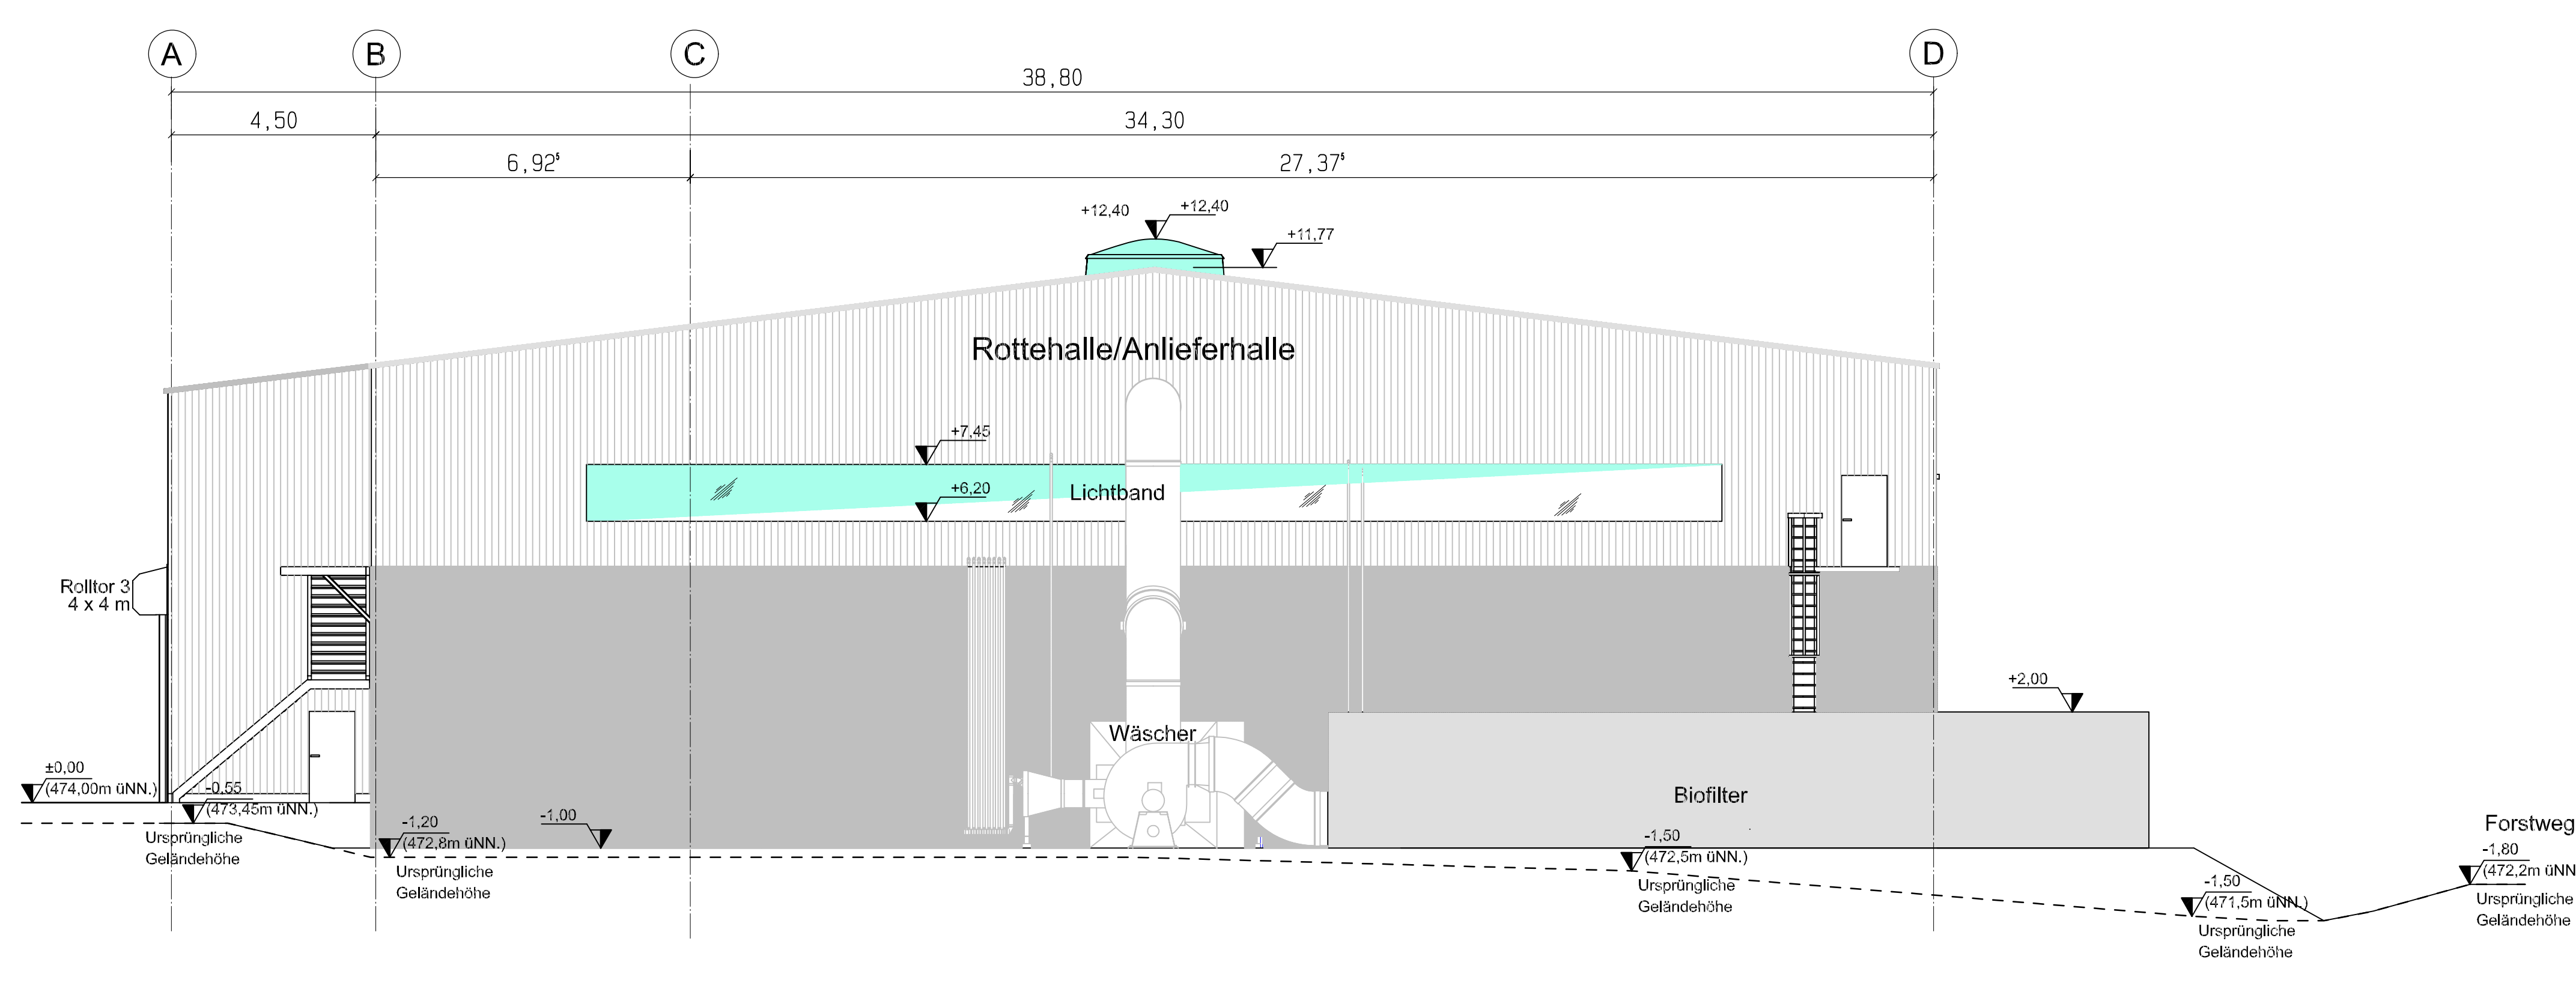 A B C D
38,80
4,50 34,30
6,92⁵ 27,37⁵
+12,40 +12,40
+11,77
Rottehalle/Anlieferhalle
+7,45
+6,20
Lichtband
Rolltor 3
4 x 4 m
+2,00
Wäscher
±0,00
(474,00m üNN.)
-0,55
(473,45m üNN.)
Ursprüngliche
Geländehöhe
-1,20
(472,8m üNN.)
Ursprüngliche
Geländehöhe
-1,00
Biofilter
-1,50
(472,5m üNN.)
Ursprüngliche
Geländehöhe
-1,50
(471,5m üNN.)
Ursprüngliche
Geländehöhe
Forstweg
-1,80
(472,2m üNN
Ursprüngliche
Geländehöhe